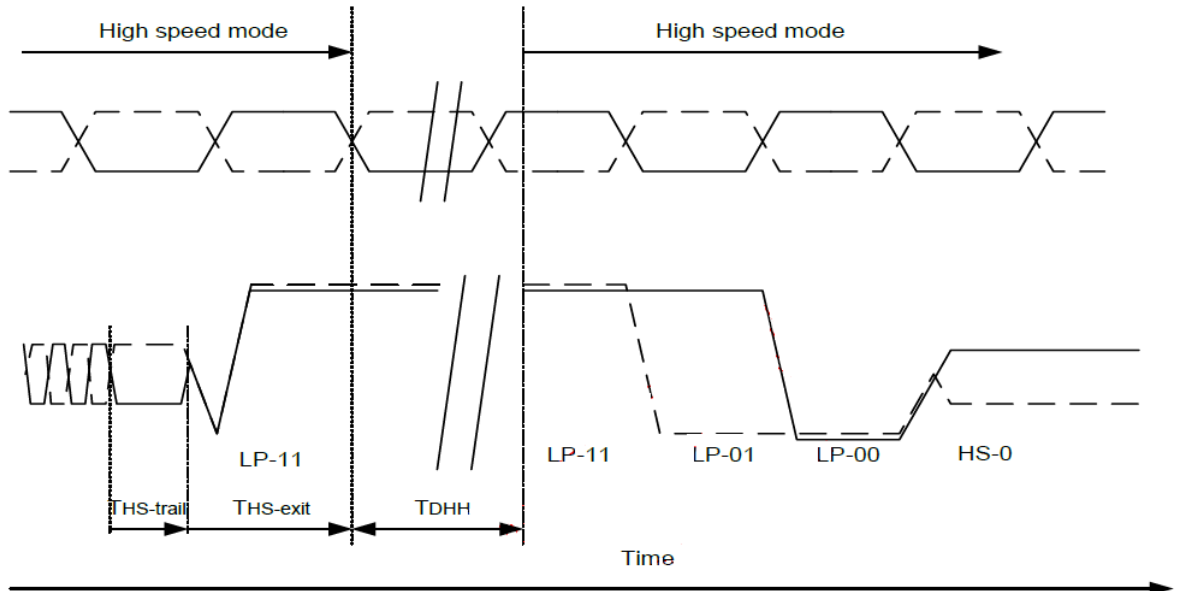 High speed mode
High speed mode
LP-11
LP-11
LP-01
LP-00
HS-0
THS-trail
THS-exit
TDHH
Time